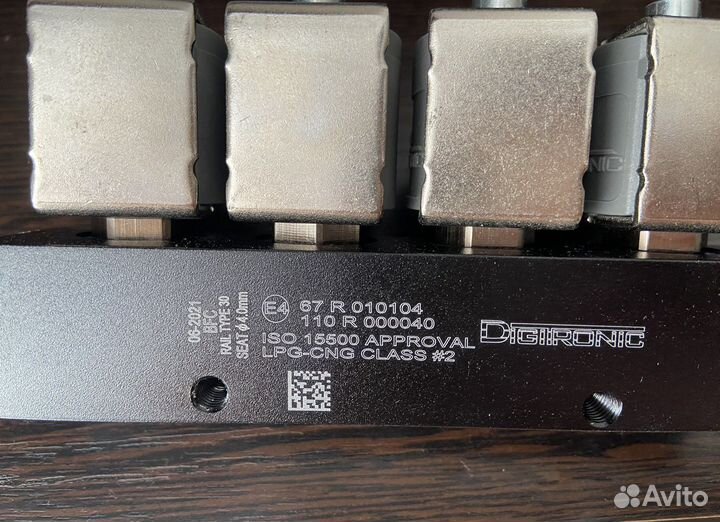 06-2021
BFC
RAIL TYPE 30
SEAT ϕ4.0mm
E4
67 R 010104
110 R 000040
ISO 15500 APPROVAL
LPG-CNG CLASS #2
DIGITRONIC
Avito